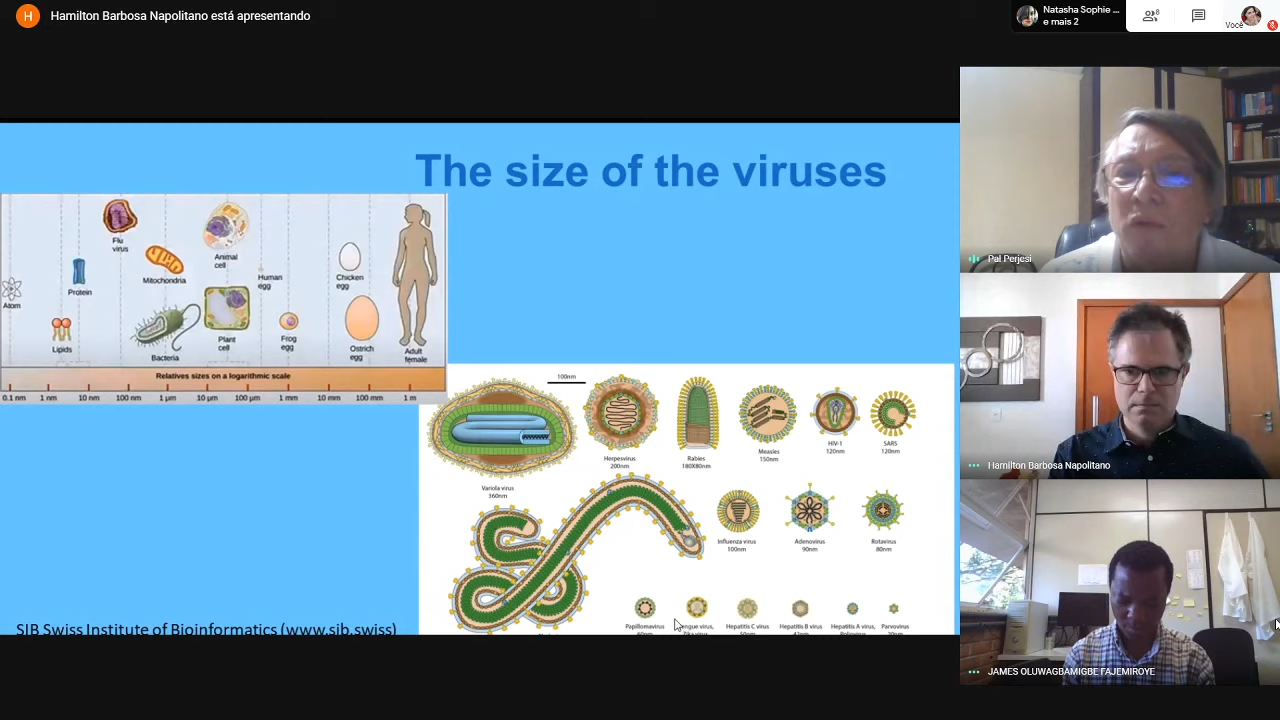 H
Hamilton Barbosa Napolitano está apresentando
Natasha Sophie ...
e mais 2
8
Você
The size of the viruses
Flu
virus
Animal
cell
Protein
Mitochondria
Human
egg
Chicken
egg
Atom
Lipids
Bacteria
Plant
cell
Frog
egg
Ostrich
egg
Adult
female
Relatives sizes on a logarithmic scale
0.1 nm 1 nm 10 nm 100 nm 1 µm 10 µm 100 µm 1 mm 10 mm 100 mm 1 m
100nm
Variola virus
360nm
Herpesvirus
200nm
Rabies
180X80nm
Measles
150nm
HIV-1
120nm
SARS
120nm
Influenza virus
100nm
Adenovirus
90nm
Rotavirus
80nm
Papillomavirus
60nm
Hepatitis C virus
50nm
Hepatitis B virus
42nm
Hepatitis A virus,
Parvovirus
20nm
SIB Swiss Institute of Bioinformatics (www.sib.swiss)
Pal Perjesi
Hamilton Barbosa Napolitano
JAMES OLUWAGBAMIGBE FAJEMIROYE